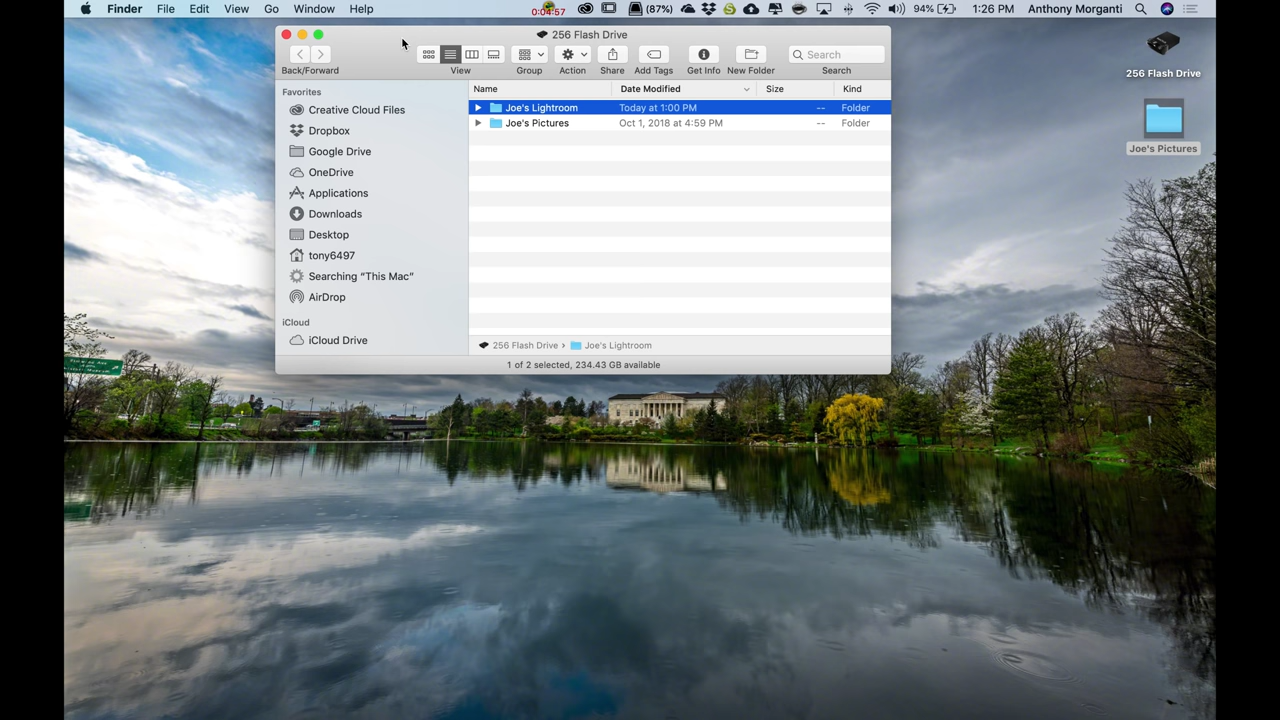 Finder File Edit View Go Window Help 0:04:57 (87%) 94% 1:26 PM Anthony Morganti
256 Flash Drive
Back/Forward View Group Action Share Add Tags Get Info New Folder Search
Search
Favorites
Creative Cloud Files
Dropbox
Google Drive
OneDrive
Applications
Downloads
Desktop
tony6497
Searching “This Mac”
AirDrop
iCloud
iCloud Drive
Name Date Modified Size Kind
Joe's Lightroom Today at 1:00 PM -- Folder
Joe's Pictures Oct 1, 2018 at 4:59 PM -- Folder
256 Flash Drive › Joe's Lightroom
1 of 2 selected, 234.43 GB available
256 Flash Drive
Joe's Pictures